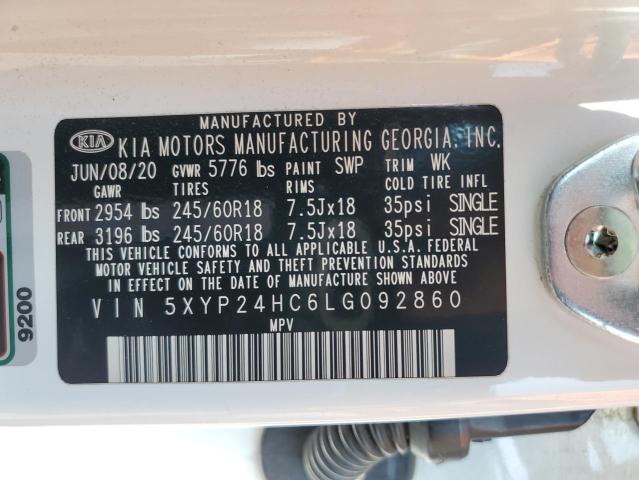 MANUFACTURED BY
KIA KIA MOTORS MANUFACTURING GEORGIA, INC.
JUN/08/20 GVWR 5776 lbs PAINT SWP TRIM WK
GAWR TIRES RIMS COLD TIRE INFL
FRONT 2954 lbs 245/60R18 7.5Jx18 35psi SINGLE
REAR 3196 lbs 245/60R18 7.5Jx18 35psi SINGLE
THIS VEHICLE CONFORMS TO ALL APPLICABLE U.S.A. FEDERAL
MOTOR VEHICLE SAFETY AND THEFT PREVENTION STANDARDS
IN EFFECT ON THE DATE OF MANUFACTURE SHOWN ABOVE
VIN 5XYP24HC6LG092860
MPV
9200